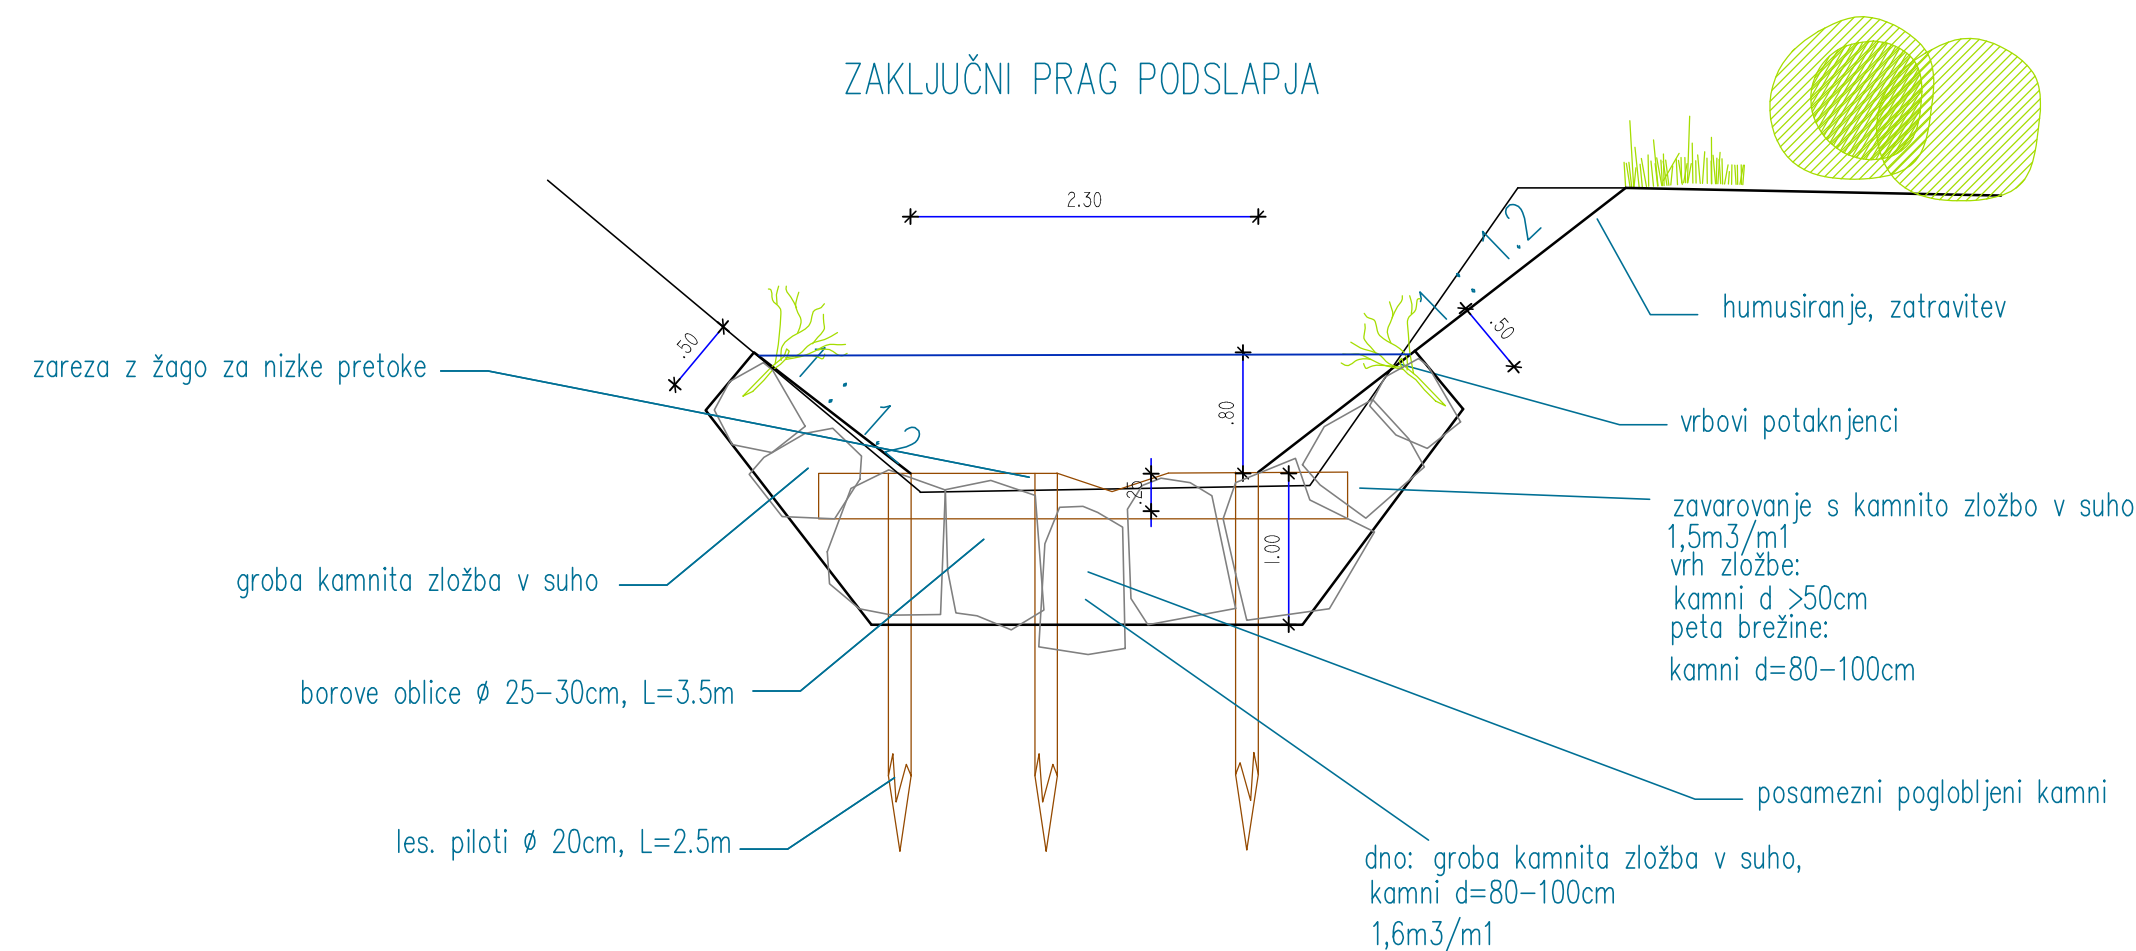 ZAKLJUČNI PRAG PODSLAPJA
2.30
1 : 1.2
humusiranje, zatravitev
.50
.50
zareza z žago za nizke pretoke
1 : 1.2
.80
vrbovi potaknjenci
.25
1.00
zavarovanje s kamnito zložbo v suho
1,5m3/m1
vrh zložbe:
kamni d >50cm
peta brežine:
kamni d=80-100cm
groba kamnita zložba v suho
borove oblice ø 25-30cm, L=3.5m
posamezni poglobljeni kamni
les. piloti ø 20cm, L=2.5m
dno: groba kamnita zložba v suho,
kamni d=80-100cm
1,6m3/m1